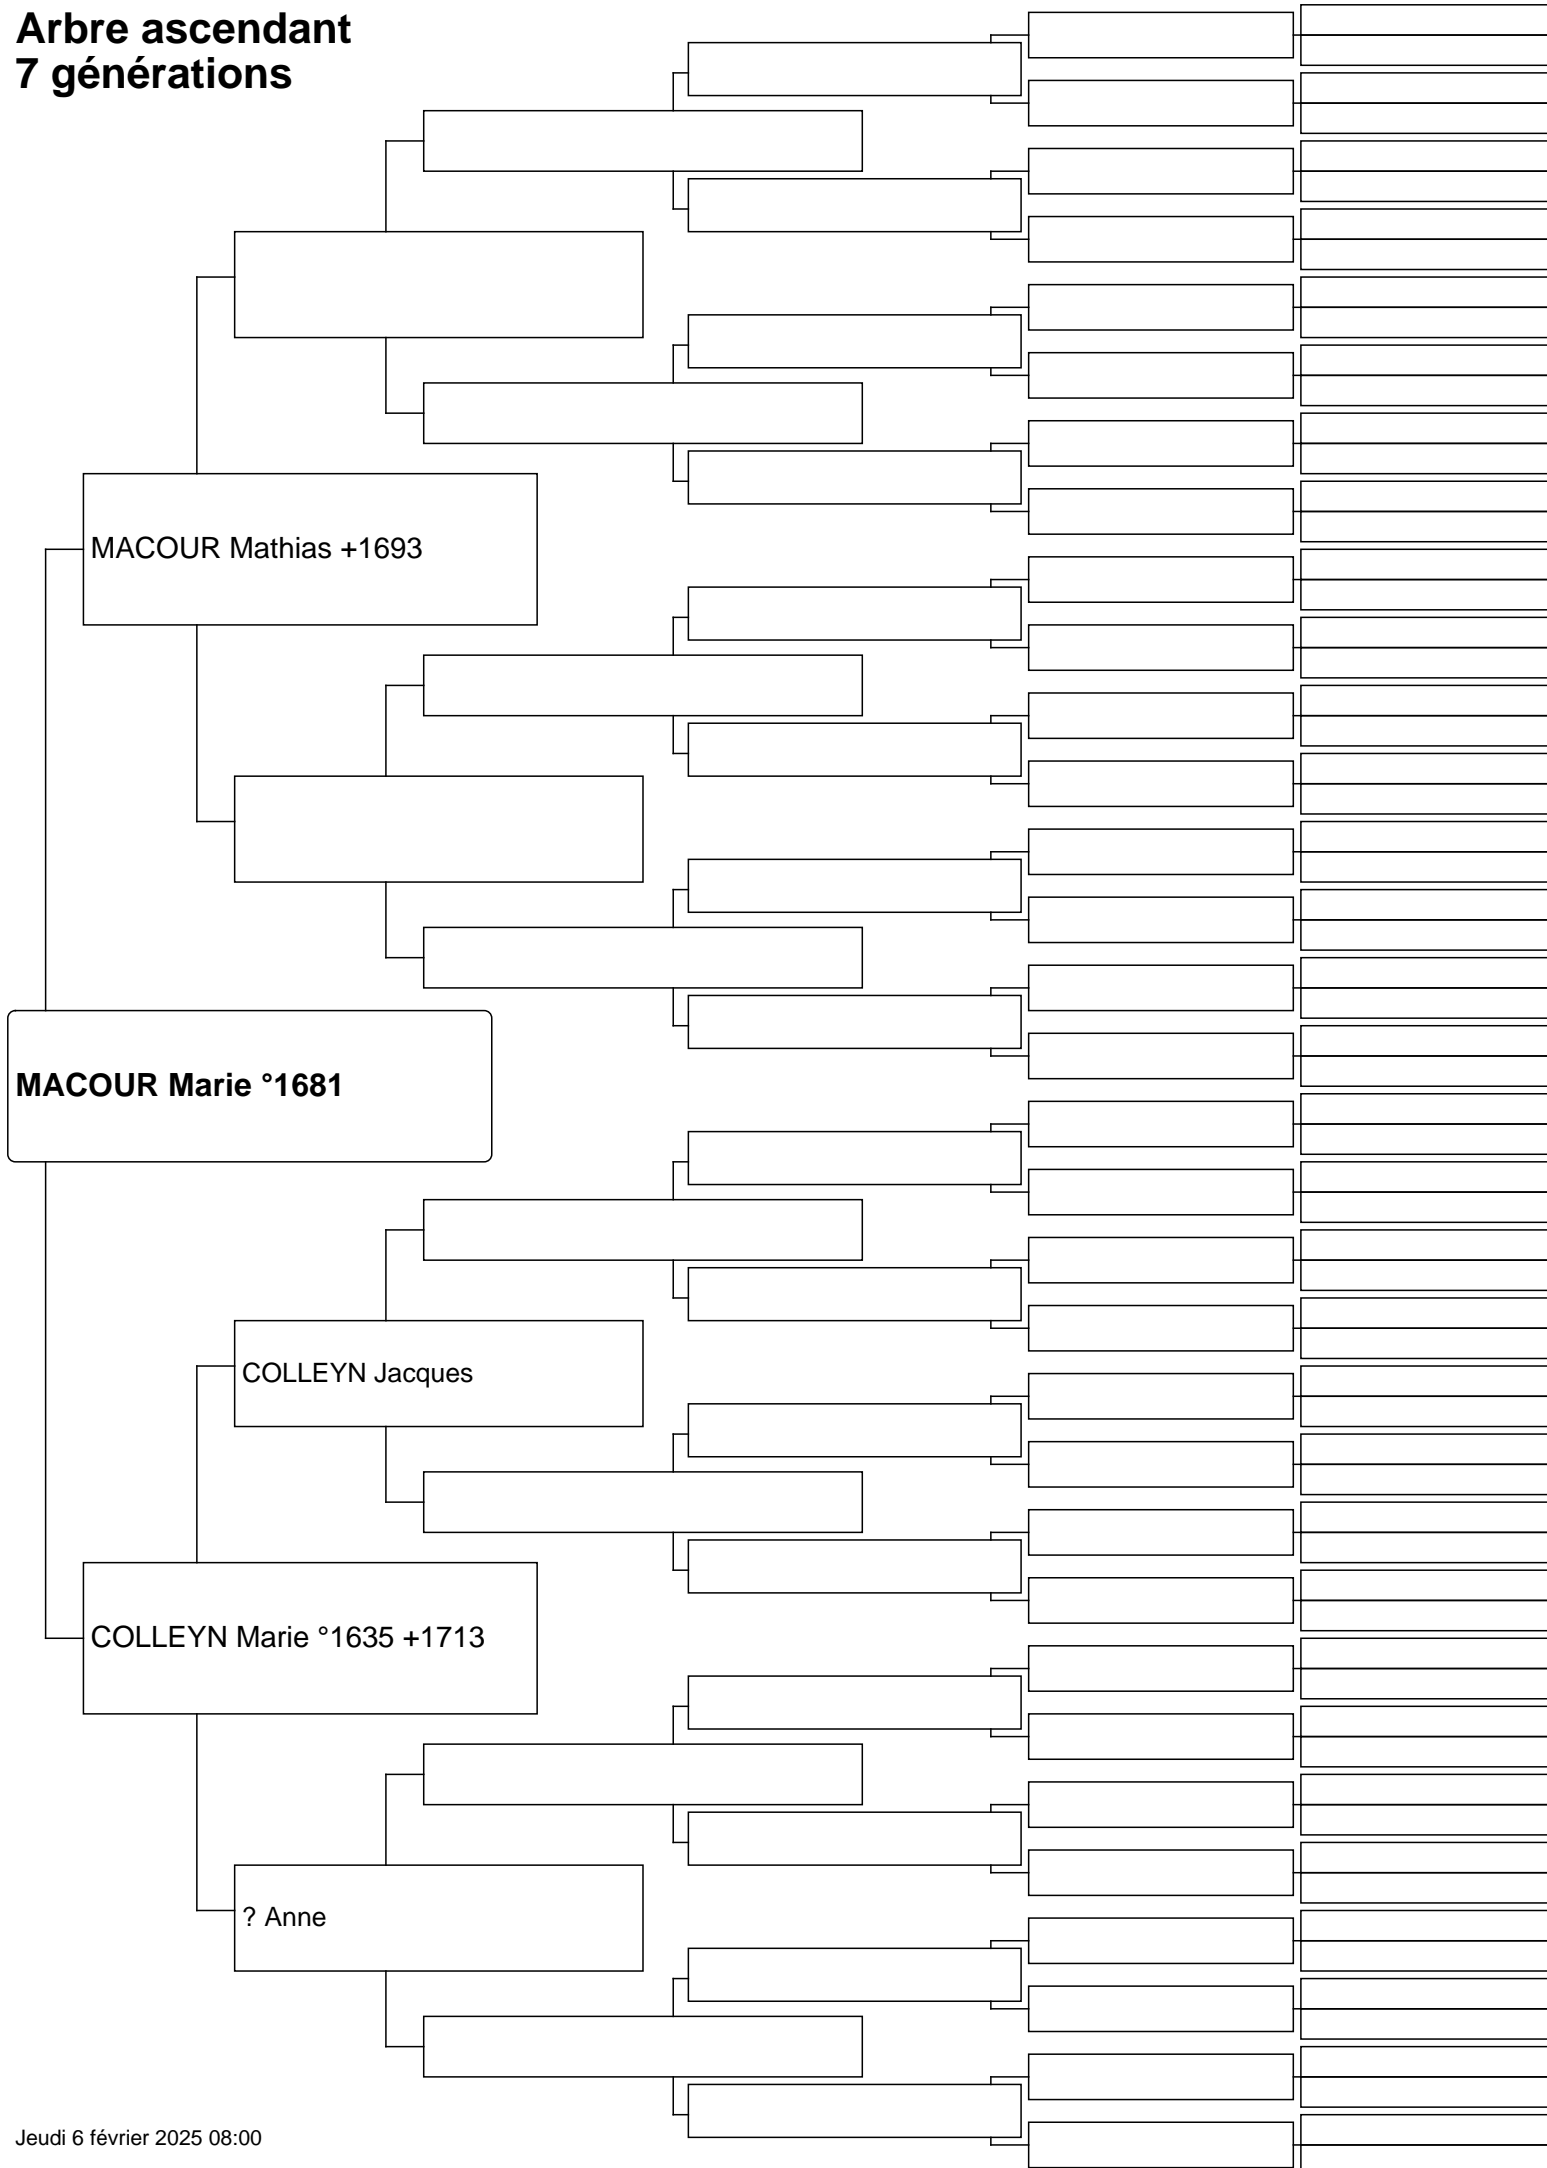 Arbre ascendant
7 générations
MACOUR Mathias +1693
MACOUR Marie °1681
COLLEYN Jacques
COLLEYN Marie °1635 +1713
? Anne
Jeudi 6 février 2025 08:00